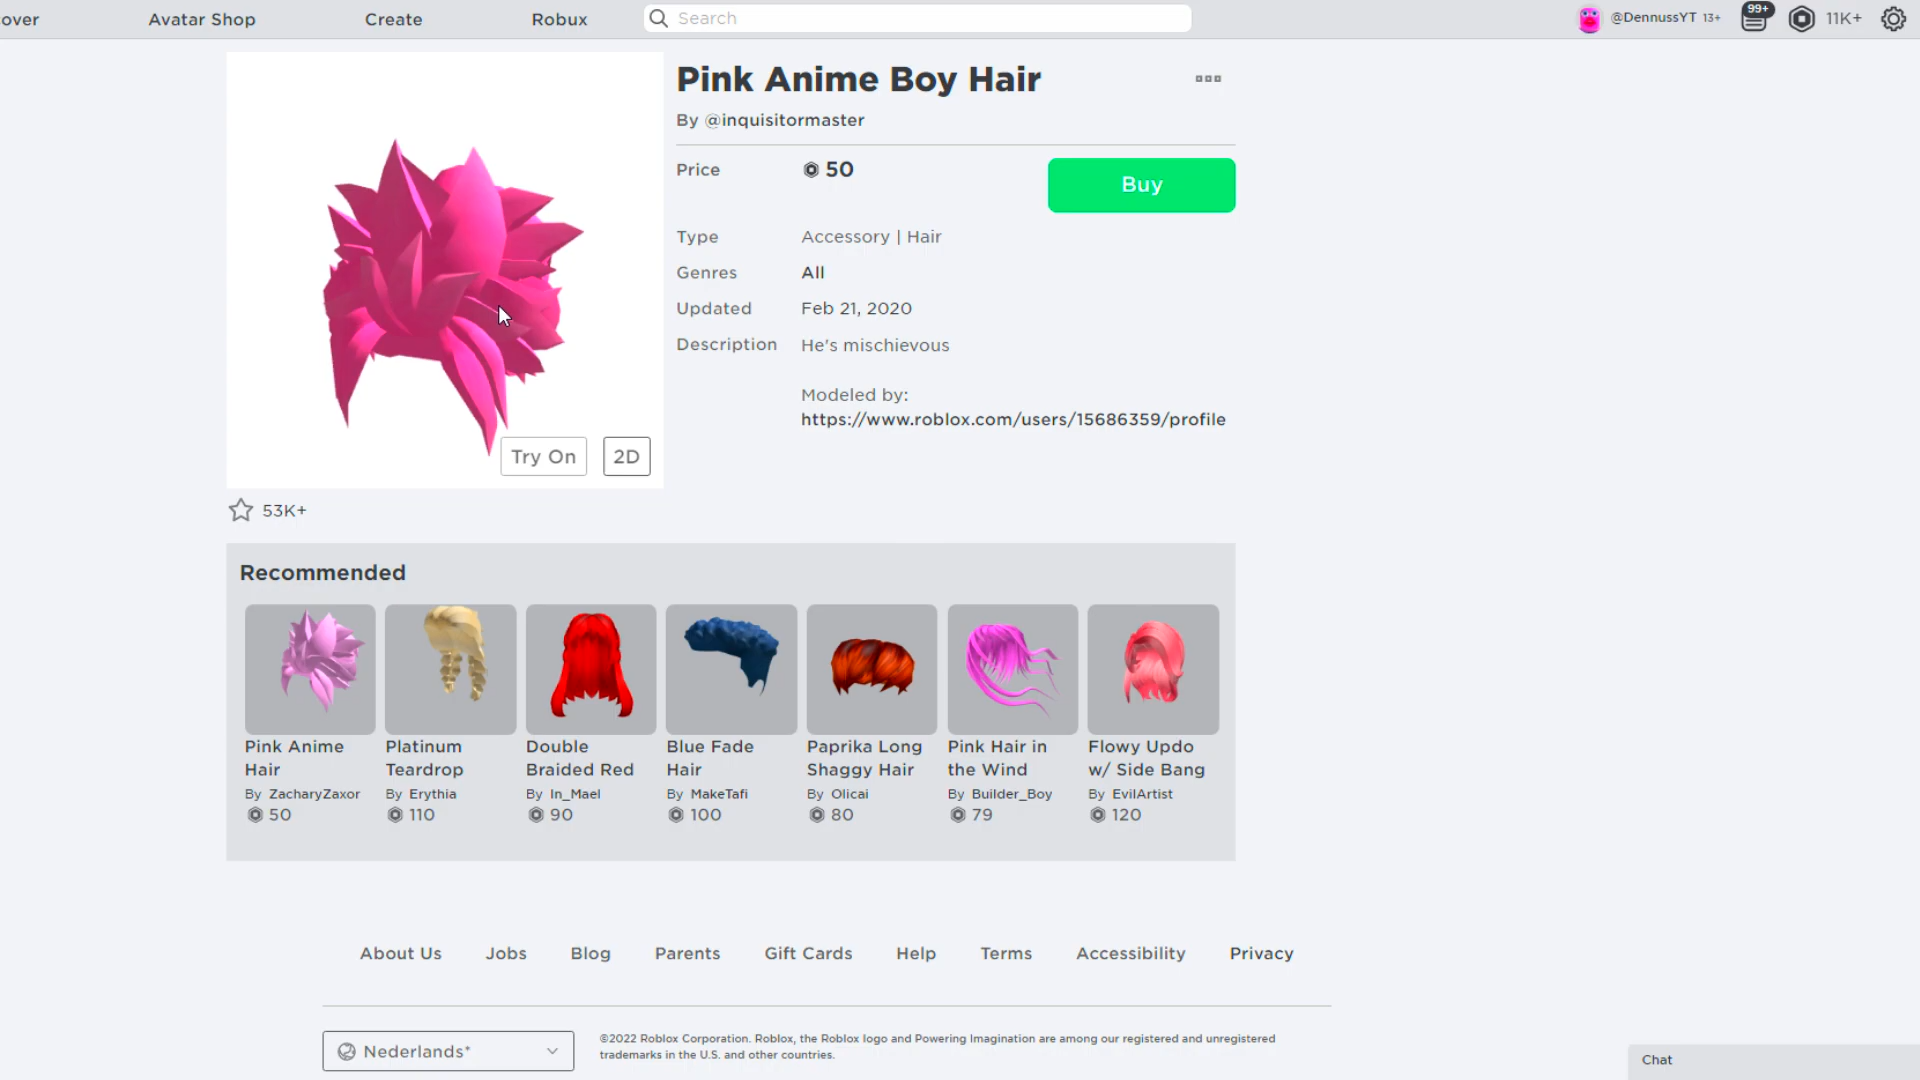 over
Avatar Shop
Create
Robux
Search
@DennussYT 13+
99+
11K+
Pink Anime Boy Hair
By @inquisitormaster
Price
50
Buy
Type
Accessory | Hair
Genres
All
Updated
Feb 21, 2020
Description
He's mischievous
Modeled by:
https://www.roblox.com/users/15686359/profile
Try On
2D
53K+
Recommended
Pink Anime
Hair
By ZacharyZaxor
50
Platinum
Teardrop
By Erythia
110
Double
Braided Red
By In_Mael
90
Blue Fade
Hair
By MakeTafi
100
Paprika Long
Shaggy Hair
By Olicai
80
Pink Hair in
the Wind
By Builder_Boy
79
Flowy Updo
w/ Side Bang
By EvilArtist
120
About Us
Jobs
Blog
Parents
Gift Cards
Help
Terms
Accessibility
Privacy
Nederlands*
©2022 Roblox Corporation. Roblox, the Roblox logo and Powering Imagination are among our registered and unregistered
trademarks in the U.S. and other countries.
Chat